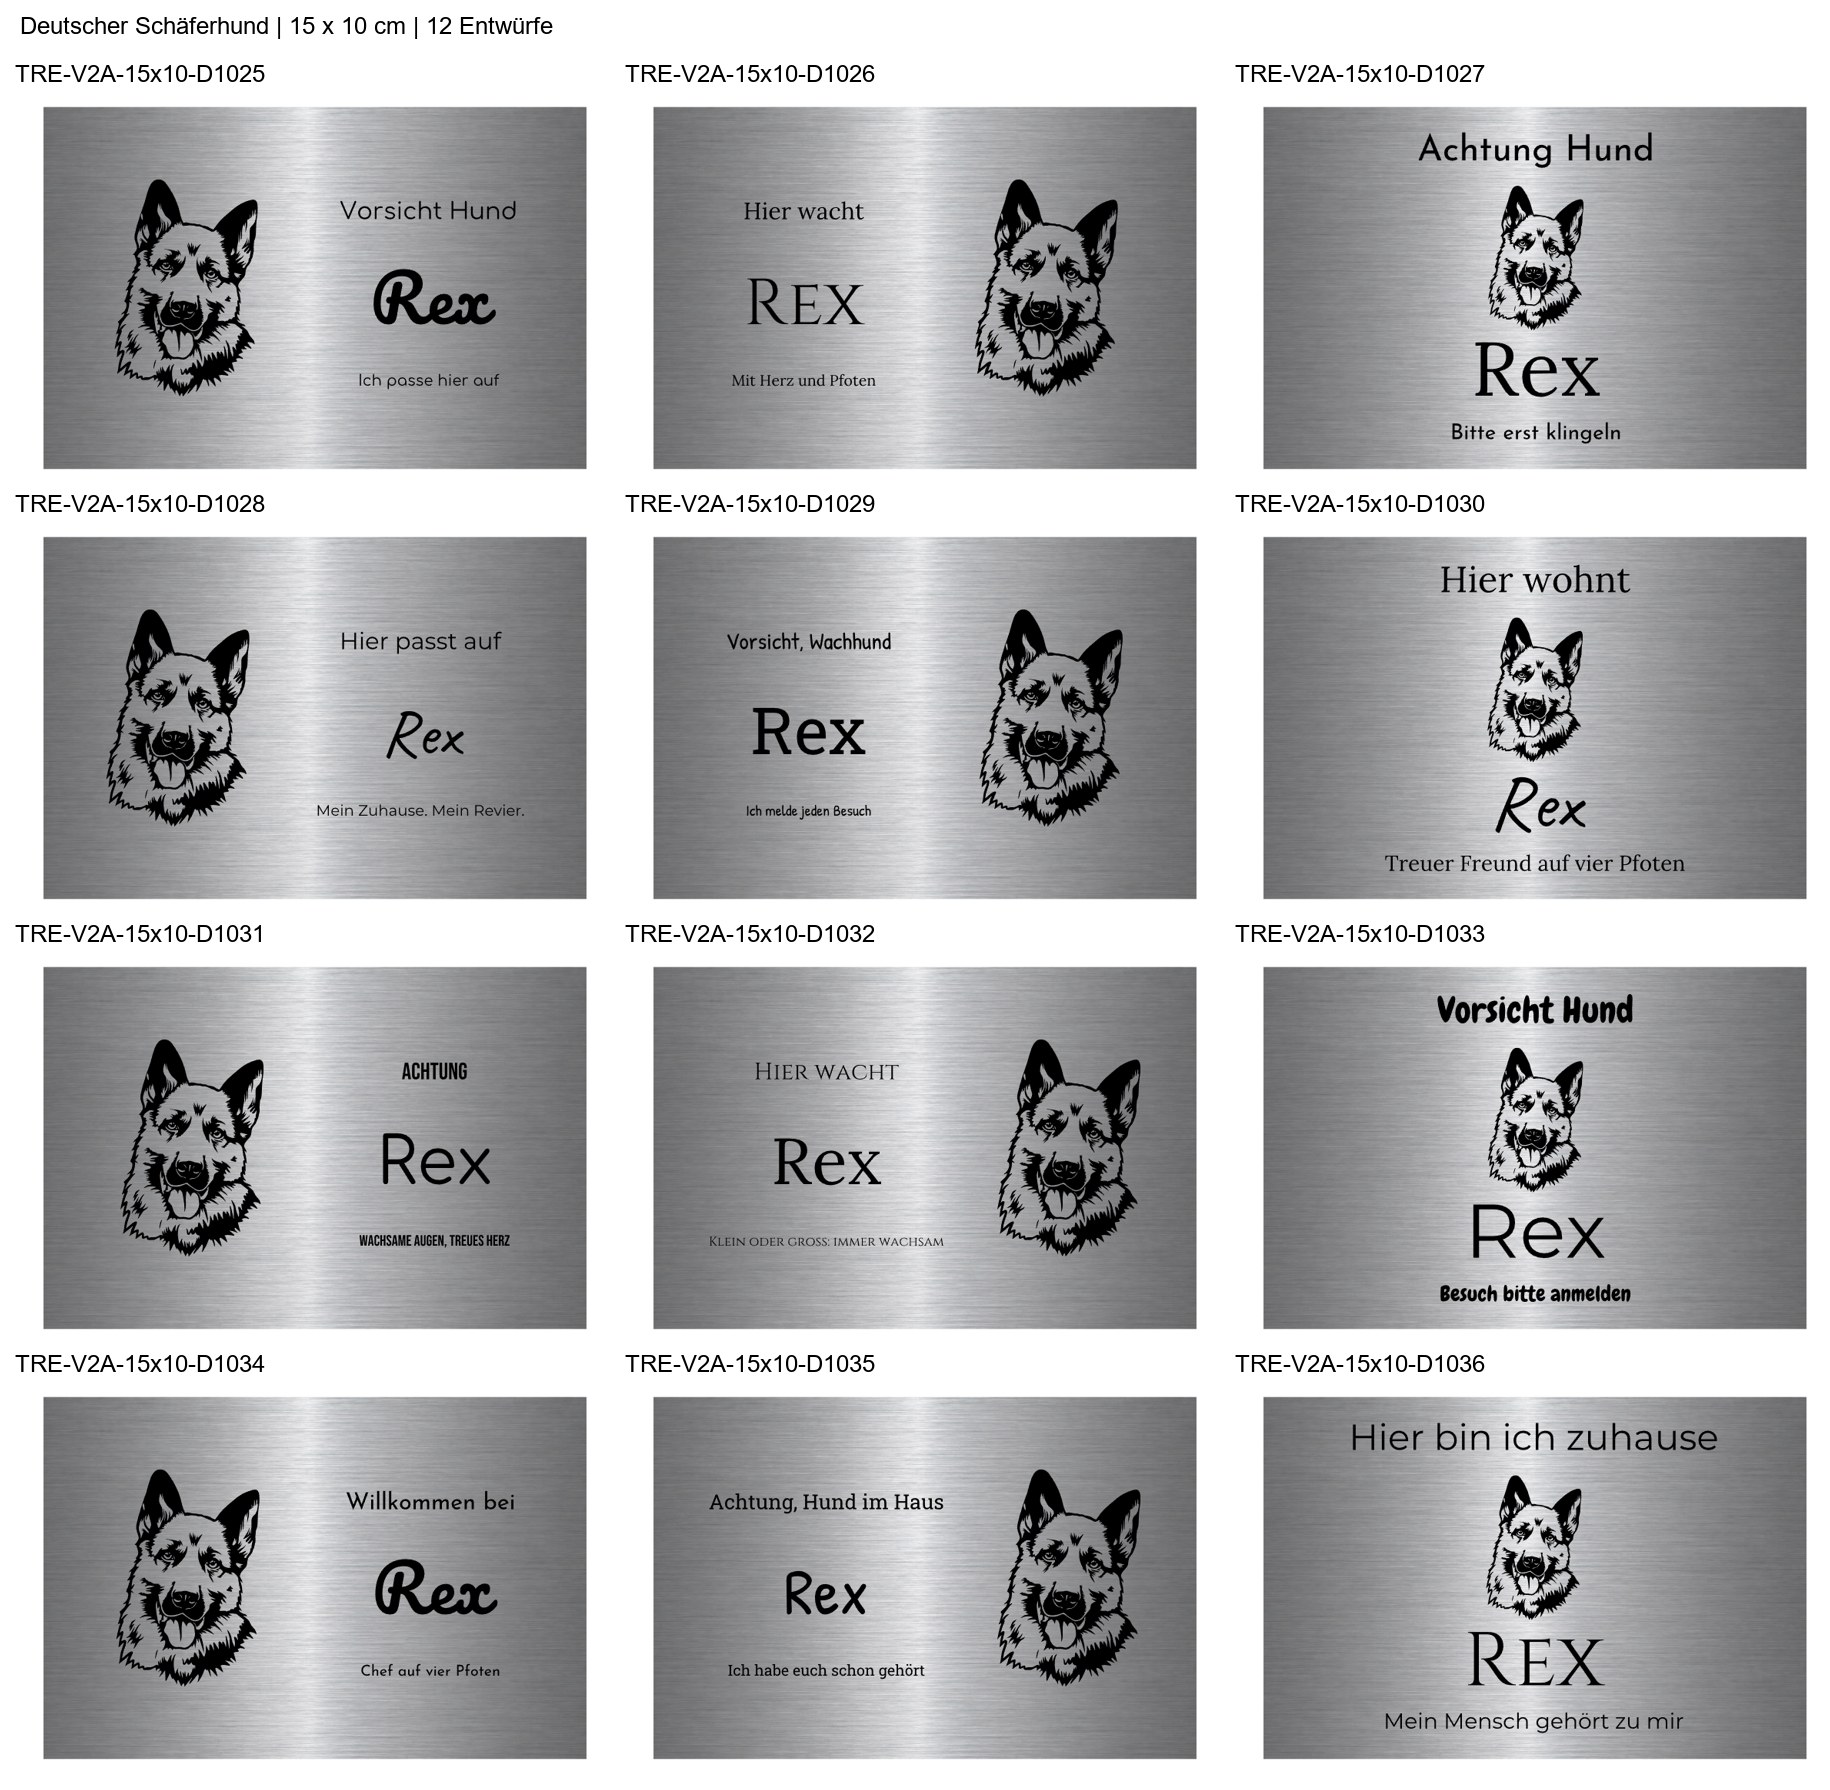 Deutscher Schäferhund | 15 x 10 cm | 12 Entwürfe
TRE-V2A-15x10-D1025
Vorsicht Hund
Rex
Ich passe hier auf
TRE-V2A-15x10-D1026
Hier wacht
REX
Mit Herz und Pfoten
TRE-V2A-15x10-D1027
Achtung Hund
Rex
Bitte erst klingeln
TRE-V2A-15x10-D1028
Hier passt auf
Rex
Mein Zuhause. Mein Revier.
TRE-V2A-15x10-D1029
Vorsicht, Wachhund
Rex
Ich melde jeden Besuch
TRE-V2A-15x10-D1030
Hier wohnt
Rex
Treuer Freund auf vier Pfoten
TRE-V2A-15x10-D1031
ACHTUNG
Rex
WACHSAME AUGEN, TREUES HERZ
TRE-V2A-15x10-D1032
HIER WACHT
Rex
KLEIN ODER GROSS: IMMER WACHSAM
TRE-V2A-15x10-D1033
Vorsicht Hund
Rex
Besuch bitte anmelden
TRE-V2A-15x10-D1034
Willkommen bei
Rex
Chef auf vier Pfoten
TRE-V2A-15x10-D1035
Achtung, Hund im Haus
Rex
Ich habe euch schon gehört
TRE-V2A-15x10-D1036
Hier bin ich zuhause
REX
Mein Mensch gehört zu mir